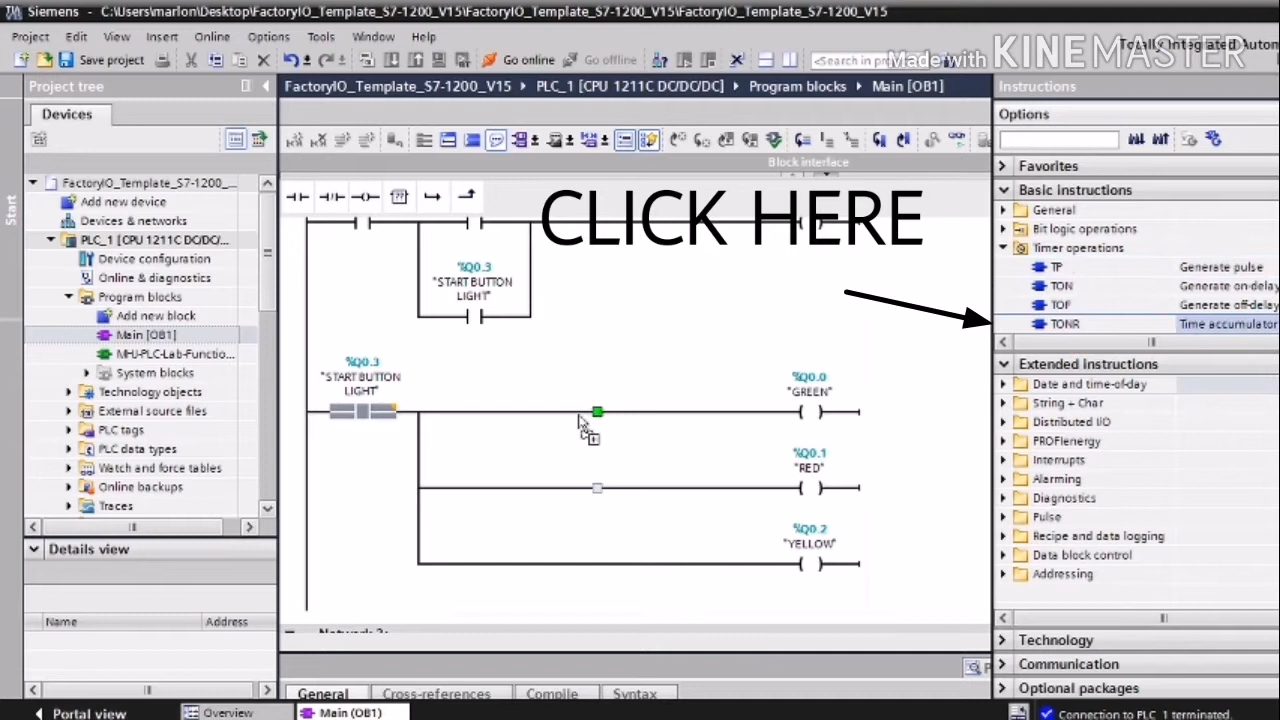 Siemens - C:\Users\marlon\Desktop\FactoryIO_Template_S7-1200_V15\FactoryIO_Template_S7-1200_V15\FactoryIO_Template_S7-1200_V15
Project Edit View Insert Online Options Tools Window Help
Totally Integrated Autom
Save project Go online Go offline <Search in pr
Made with KINEMASTER
Project tree
FactoryIO_Template_S7-1200_V15 PLC_1 [CPU 1211C DC/DC/DC] Program blocks Main [OB1]
Instructions
Devices
Options
Block interface
Start
FactoryIO_Template_S7-1200_...
Add new device
Devices & networks
PLC_1 [CPU 1211C DC/DC/...
Device configuration
Online & diagnostics
Program blocks
Add new block
Main [OB1]
MHJ-PLC-Lab-Functio...
System blocks
Technology objects
External source files
PLC tags
PLC data types
Watch and force tables
Online backups
Traces
Details view
Name Address
CLICK HERE
%Q0.3
"START BUTTON
LIGHT"
%Q0.3
"START BUTTON
LIGHT"
%Q0.0
"GREEN"
%Q0.1
"RED"
%Q0.2
"YELLOW"
Network 3:
Favorites
Basic instructions
General
Bit logic operations
Timer operations
TP Generate pulse
TON Generate on-delay
TOF Generate off-delay
TONR Time accumulator
Extended instructions
Date and time-of-day
String + Char
Distributed I/O
PROFIenergy
Interrupts
Alarming
Diagnostics
Pulse
Recipe and data logging
Data block control
Addressing
Technology
Communication
Optional packages
General Cross-references Compile Syntax
Portal view Overview Main (OB1)
Connection to PLC_1 terminated.